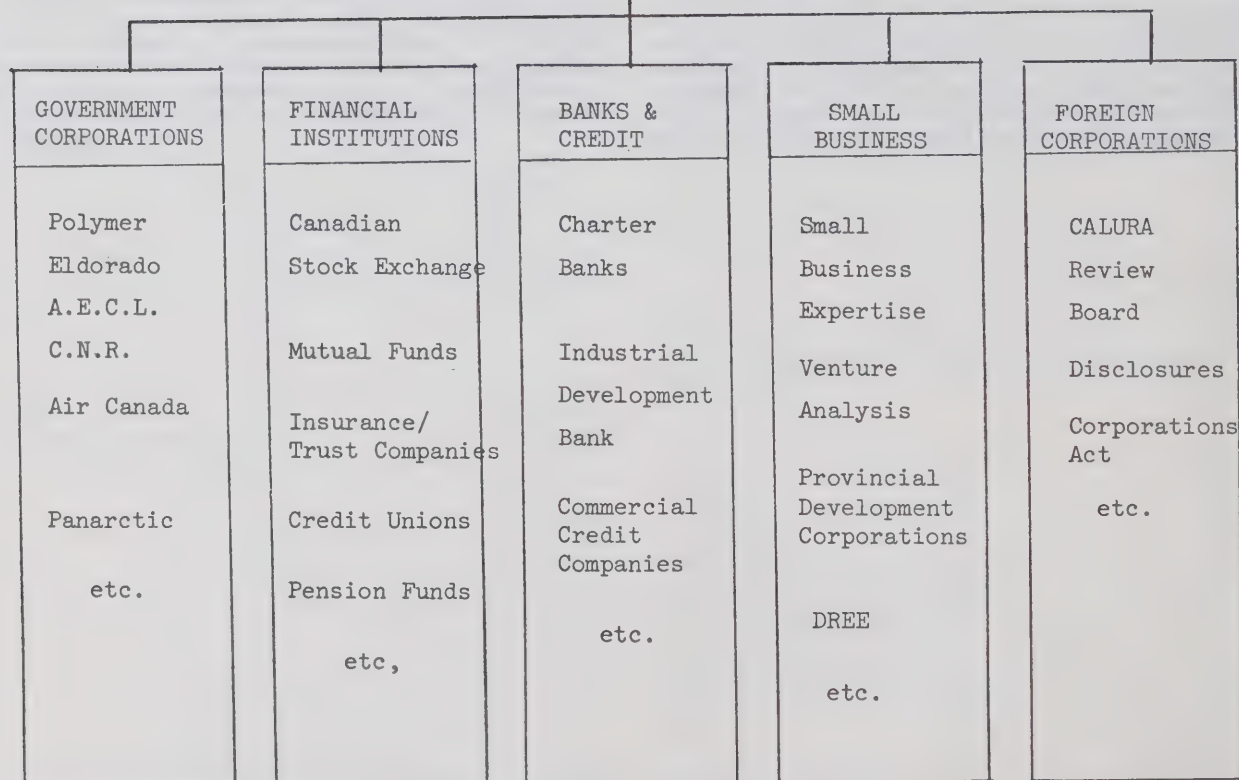 GOVERNMENT
CORPORATIONS
Polymer
Eldorado
A.E.C.L.
C.N.R.
Air Canada
Panarctic
etc.
FINANCIAL
INSTITUTIONS
Canadian
Stock Exchange
Mutual Funds
Insurance/
Trust Companies
Credit Unions
Pension Funds
etc,
BANKS &
CREDIT
Charter
Banks
Industrial
Development
Bank
Commercial
Credit
Companies
etc.
SMALL
BUSINESS
Small
Business
Expertise
Venture
Analysis
Provincial
Development
Corporations
DREE
etc.
FOREIGN
CORPORATIONS
CALURA
Review
Board
Disclosures
Corporations
Act
etc.